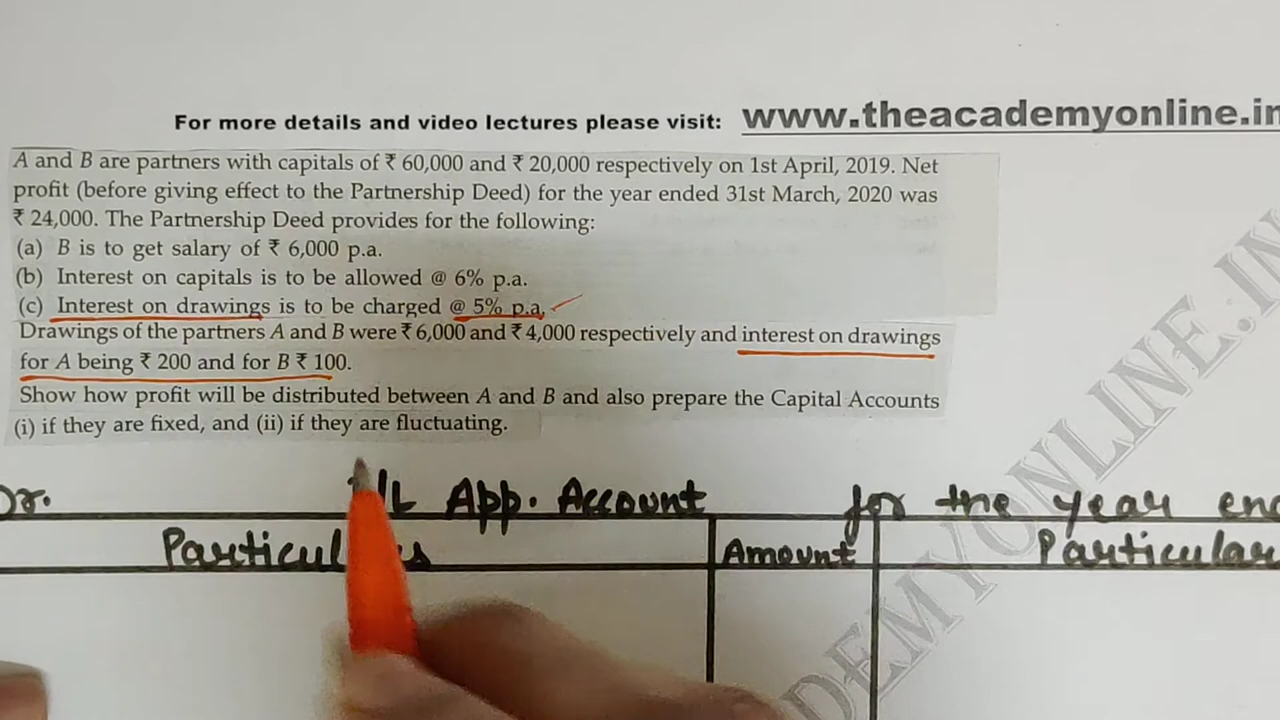 For more details and video lectures please visit: www.theacademyonline.in
A and B are partners with capitals of ₹ 60,000 and ₹ 20,000 respectively on 1st April, 2019. Net
profit (before giving effect to the Partnership Deed) for the year ended 31st March, 2020 was
₹ 24,000. The Partnership Deed provides for the following:
(a) B is to get salary of ₹ 6,000 p.a.
(b) Interest on capitals is to be allowed @ 6% p.a.
(c) Interest on drawings is to be charged @ 5% p.a.
Drawings of the partners A and B were ₹ 6,000 and ₹ 4,000 respectively and interest on drawings
for A being ₹ 200 and for B ₹ 100.
Show how profit will be distributed between A and B and also prepare the Capital Accounts
(i) if they are fixed, and (ii) if they are fluctuating.
Dr. /L App. Account for the year end
Particul s Amount Particular
DEMYONLINE.IN